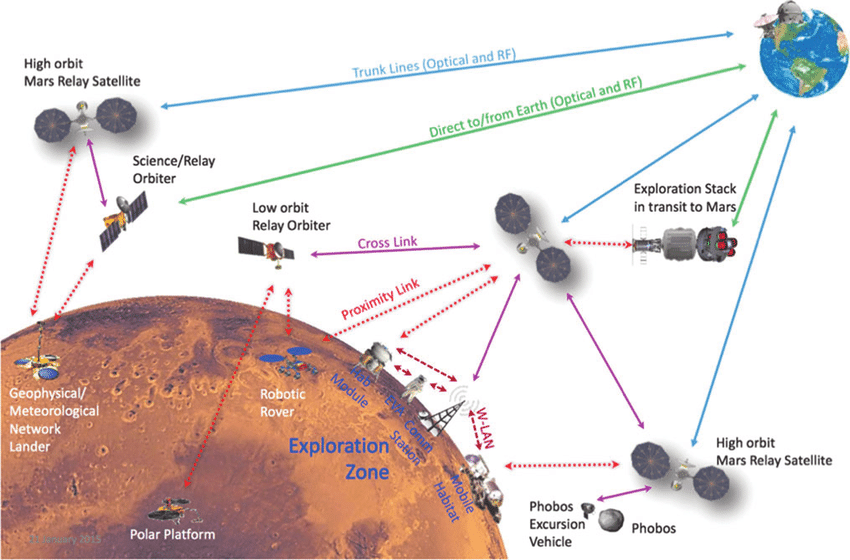 High orbit
Mars Relay Satellite
Trunk Lines (Optical and RF)
Direct to/from Earth (Optical and RF)
Science/Relay
Orbiter
Low orbit
Relay Orbiter
Exploration Stack
in transit to Mars
Cross Link
Proximity Link
Geophysical/
Meteorological
Network
Lander
Robotic
Rover
Hab
Module
Comm
Station
W-LAN
Exploration
Zone
Mobile
Habitat
High orbit
Mars Relay Satellite
Phobos
Excursion
Vehicle
Phobos
Polar Platform
2015